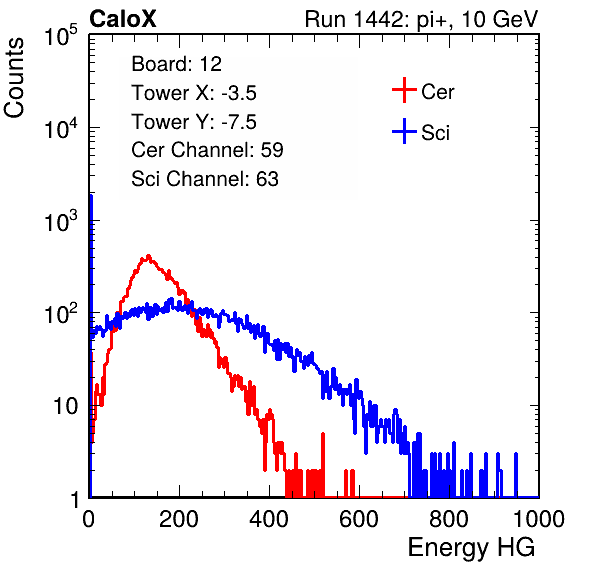 CaloX Run 1442: pi+, 10 GeV
Counts
Board: 12
Tower X: -3.5
Tower Y: -7.5
Cer Channel: 59
Sci Channel: 63
Cer
Sci
10^5
10^4
10^3
10^2
10
1
0 200 400 600 800 1000
Energy HG